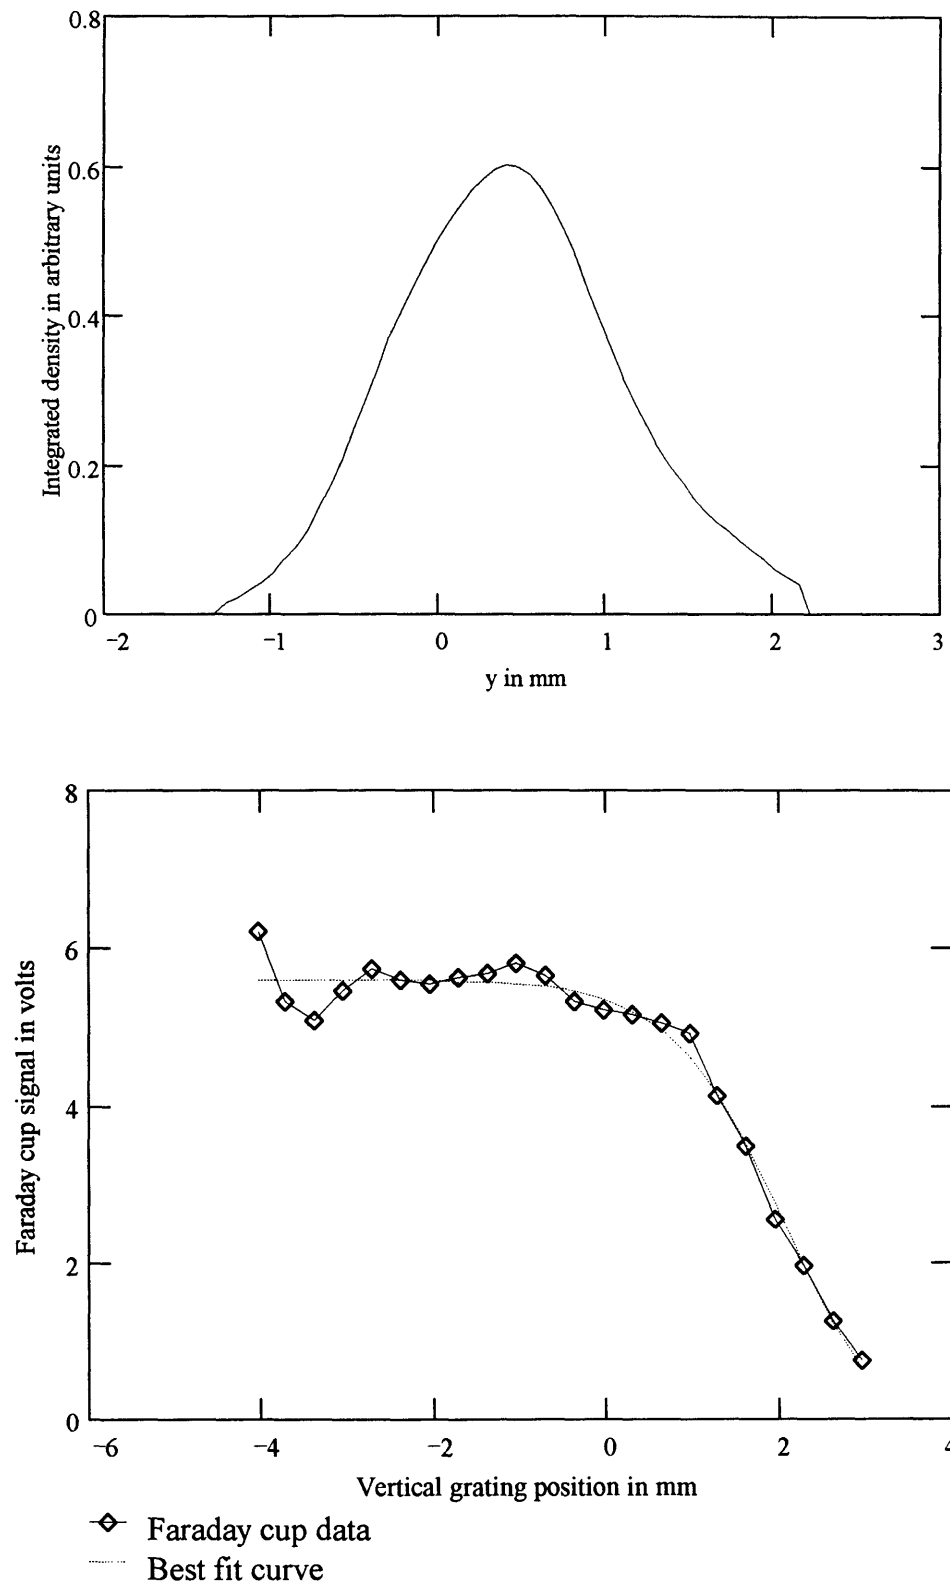 0.8
0.6
0.4
0.2
0
Integrated density in arbitrary units
−2 −1 0 1 2 3
y in mm
8
6
4
2
0
Faraday cup signal in volts
−6 −4 −2 0 2 4
Vertical grating position in mm
Faraday cup data
Best fit curve